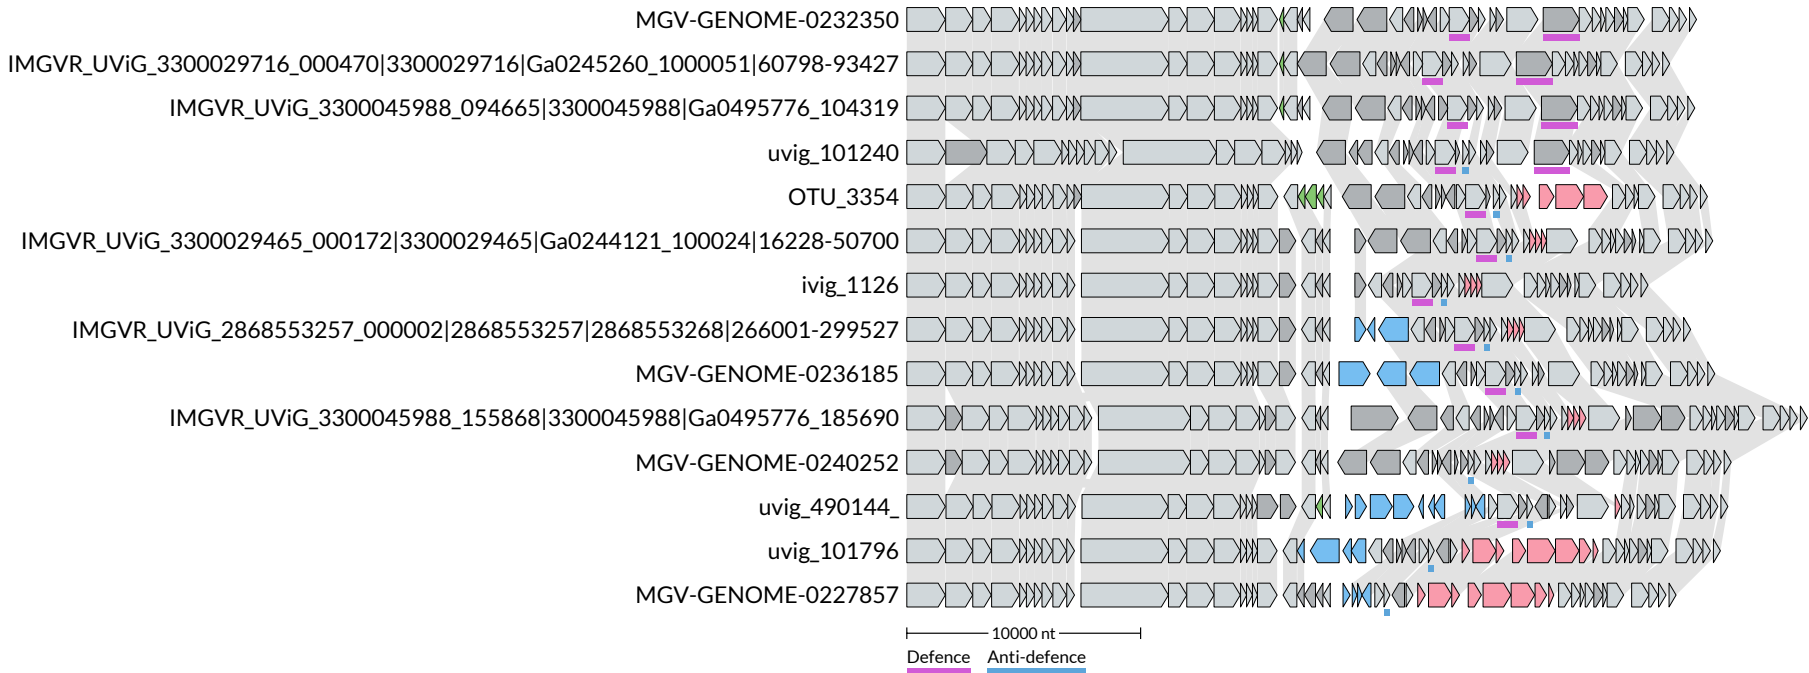 MGV-GENOME-0232350
IMGVR_UViG_3300029716_000470|3300029716|Ga0245260_1000051|60798-93427
IMGVR_UViG_3300045988_094665|3300045988|Ga0495776_104319
uvig_101240
OTU_3354
IMGVR_UViG_3300029465_000172|3300029465|Ga0244121_100024|16228-50700
ivig_1126
IMGVR_UViG_2868553257_000002|2868553257|2868553268|266001-299527
MGV-GENOME-0236185
IMGVR_UViG_3300045988_155868|3300045988|Ga0495776_185690
MGV-GENOME-0240252
uvig_490144_
uvig_101796
MGV-GENOME-0227857
10000 nt
Defence Anti-defence